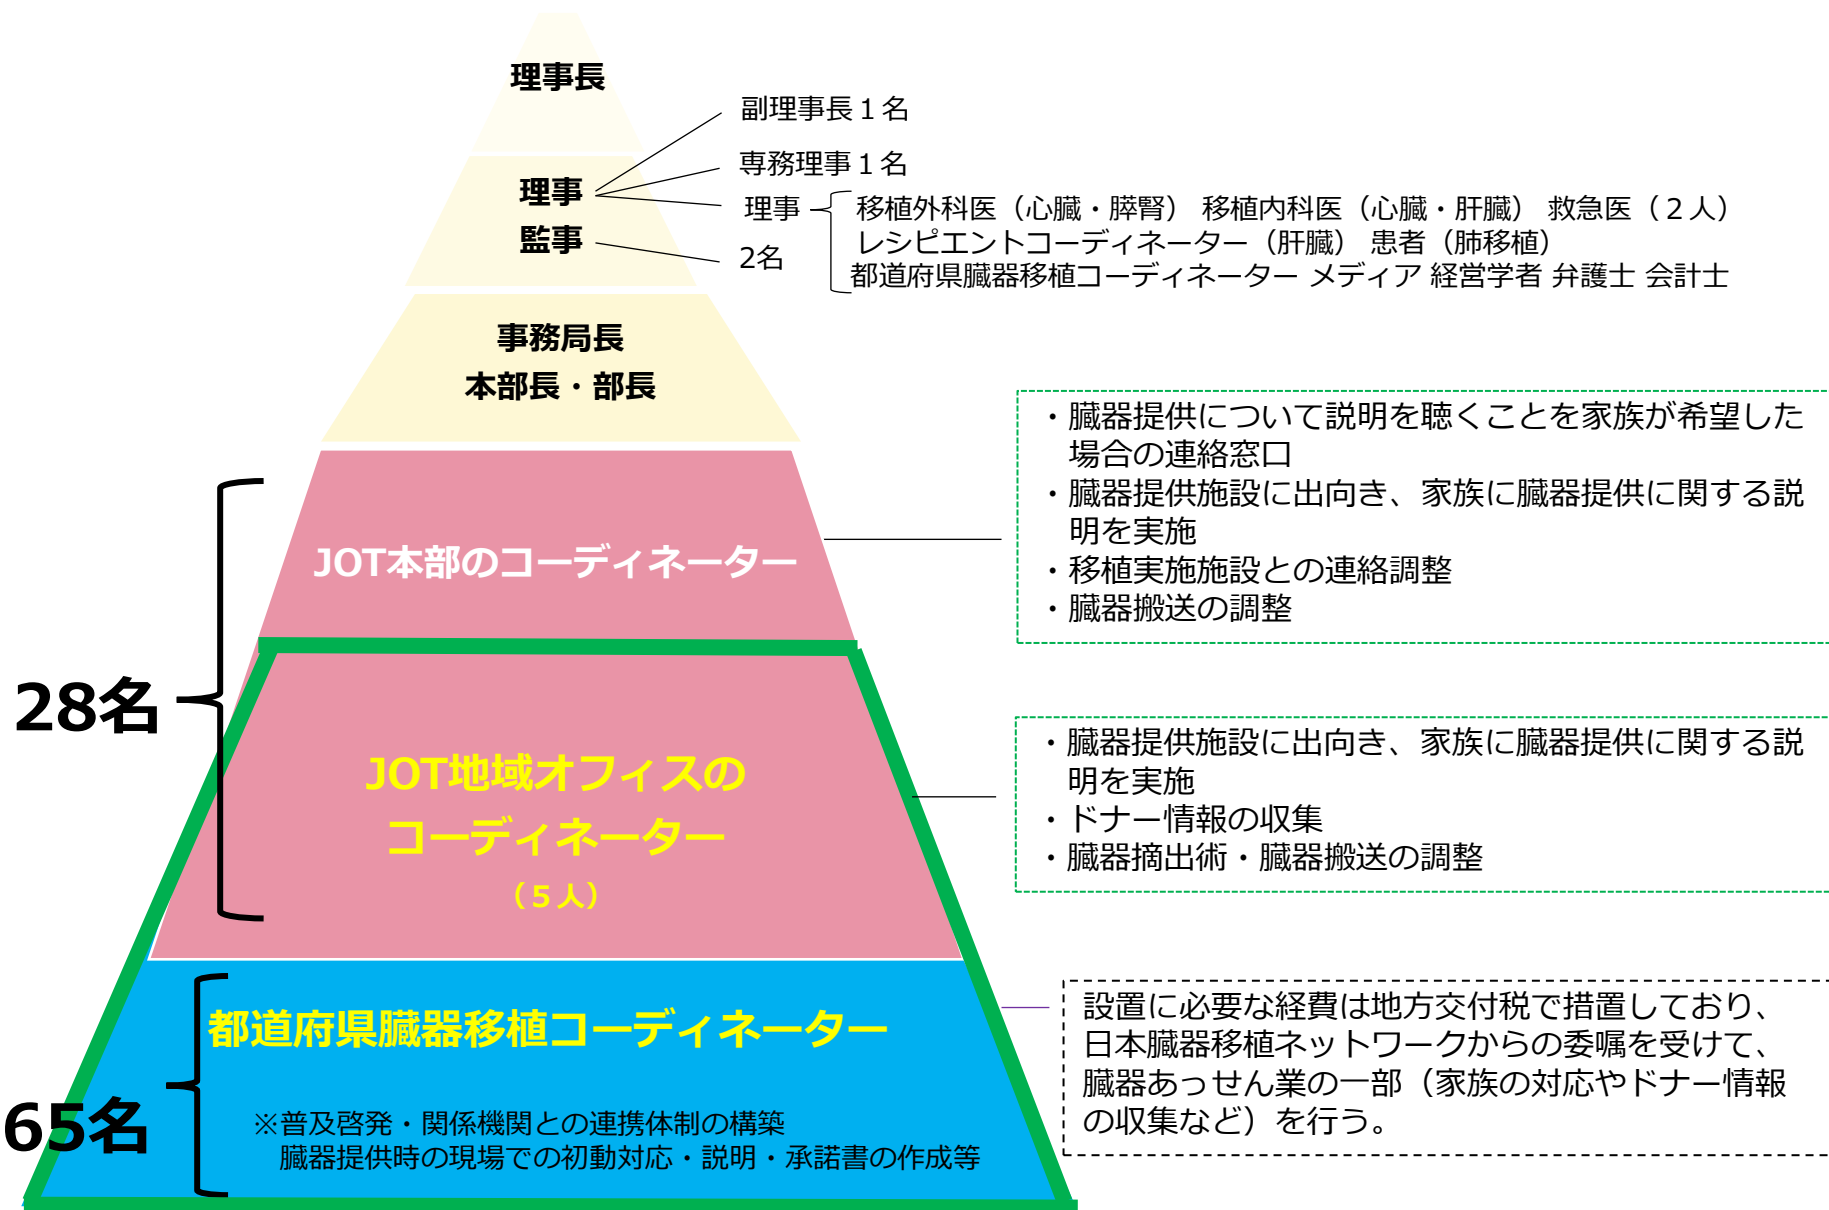 理事長
副理事長１名
専務理事１名
理事
理事
監事
2名
移植外科医（心臓・膵腎） 移植内科医（心臓・肝臓） 救急医（２人）
レシピエントコーディネーター（肝臓） 患者（肺移植）
都道府県臓器移植コーディネーター メディア 経営学者 弁護士 会計士
事務局長
本部長・部長
JOT本部のコーディネーター
・臓器提供について説明を聴くことを家族が希望した
場合の連絡窓口
・臓器提供施設に出向き、家族に臓器提供に関する説
明を実施
・移植実施施設との連絡調整
・臓器搬送の調整
28名
JOT地域オフィスの
コーディネーター
（５人）
・臓器提供施設に出向き、家族に臓器提供に関する説
明を実施
・ドナー情報の収集
・臓器摘出術・臓器搬送の調整
65名
都道府県臓器移植コーディネーター
※普及啓発・関係機関との連携体制の構築
臓器提供時の現場での初動対応・説明・承諾書の作成等
設置に必要な経費は地方交付税で措置しており、
日本臓器移植ネットワークからの委嘱を受けて、
臓器あっせん業の一部（家族の対応やドナー情報
の収集など）を行う。